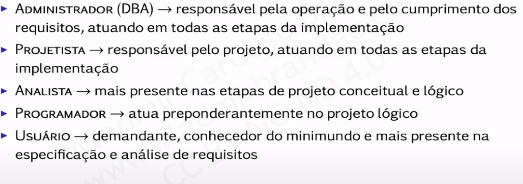 ▶ ADMINISTRADOR (DBA) → responsável pela operação e pelo cumprimento dos
requisitos, atuando em todas as etapas da implementação
▶ PROJETISTA → responsável pelo projeto, atuando em todas as etapas da
implementação
▶ ANALISTA → mais presente nas etapas de projeto conceitual e lógico
▶ PROGRAMADOR → atua preponderantemente no projeto lógico
▶ USUÁRIO → demandante, conhecedor do minimundo e mais presente na
especificação e análise de requisitos